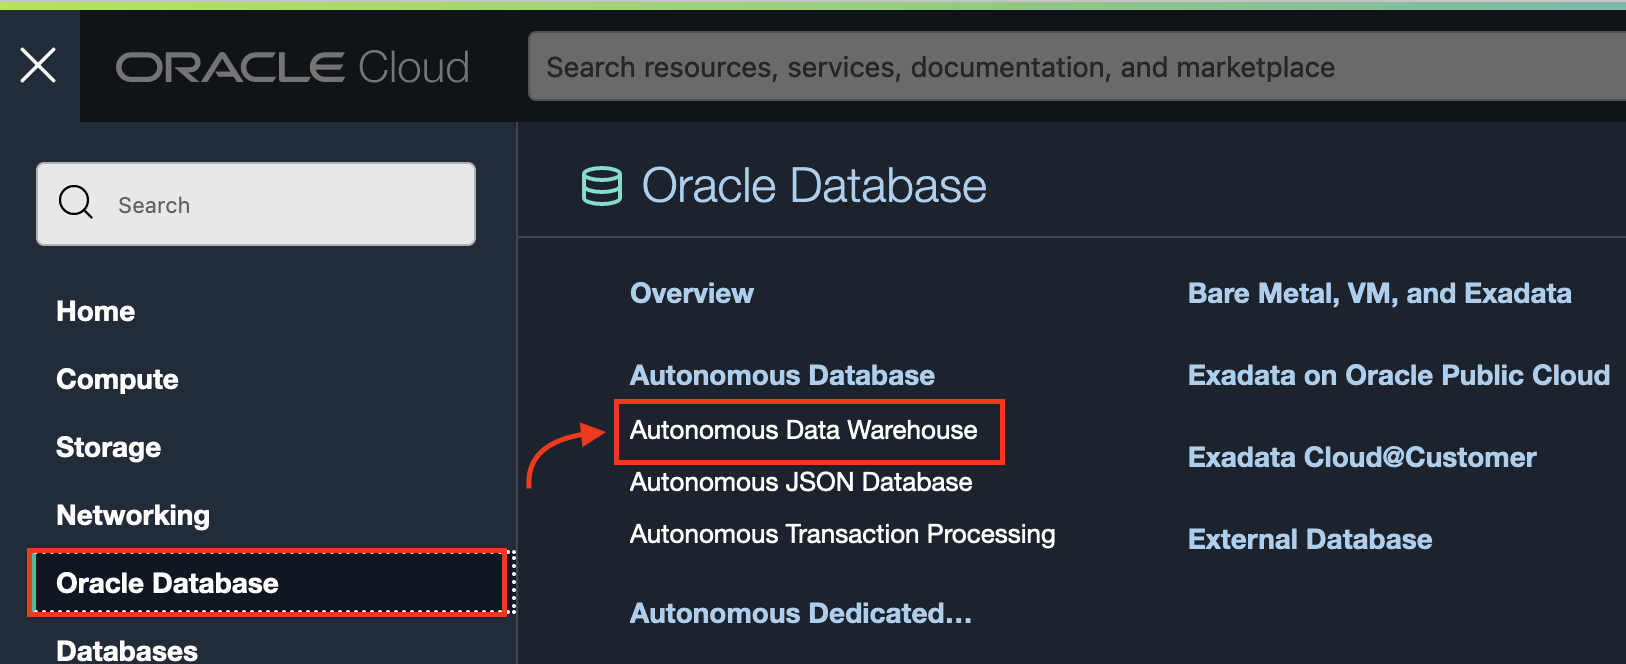 ORACLE Cloud
Search resources, services, documentation, and marketplace
Search
Home
Compute
Storage
Networking
Oracle Database
Databases
Oracle Database
Overview
Autonomous Database
Autonomous Data Warehouse
Autonomous JSON Database
Autonomous Transaction Processing
Autonomous Dedicated...
Bare Metal, VM, and Exadata
Exadata on Oracle Public Cloud
Exadata Cloud@Customer
External Database